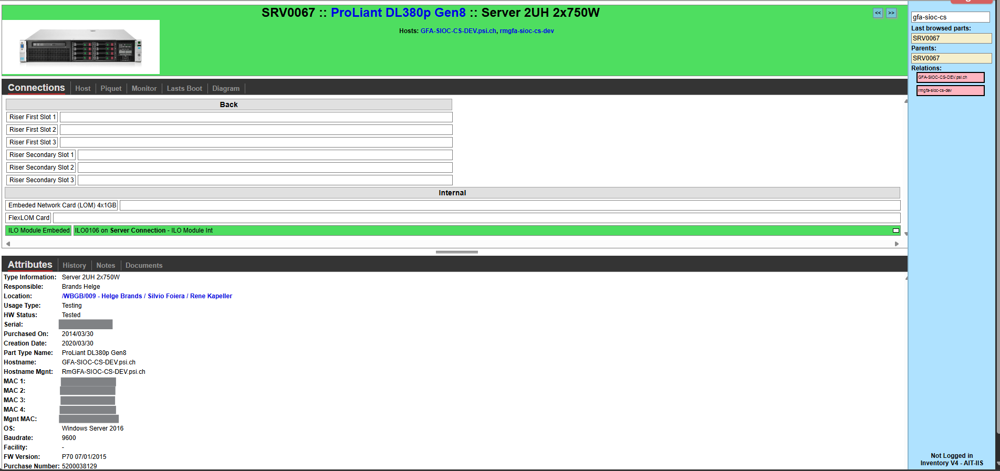 SRV0067 :: ProLiant DL380p Gen8 :: Server 2UH 2x750W
<< >>
Hosts: GFA-SIOC-CS-DEV.psi.ch, rmgfa-sioc-cs-dev
Connections Host Piquet Monitor Lasts Boot Diagram
Back
Riser First Slot 1
Riser First Slot 2
Riser First Slot 3
Riser Secondary Slot 1
Riser Secondary Slot 2
Riser Secondary Slot 3
Internal
Embeded Network Card (LOM) 4x1GB
FlexLOM Card
ILO Module Embeded ILO0106 on Server Connection - ILO Module Int
Attributes History Notes Documents
Type Information: Server 2UH 2x750W
Responsible: Brands Helge
Location: /WBGB/009 - Helge Brands / Silvio Foiera / Rene Kapeller
Usage Type: Testing
HW Status: Tested
Serial:
Purchased On: 2014/03/30
Creation Date: 2020/03/30
Part Type Name: ProLiant DL380p Gen8
Hostname: GFA-SIOC-CS-DEV.psi.ch
Hostname Mgnt: RmGFA-SIOC-CS-DEV.psi.ch
MAC 1:
MAC 2:
MAC 3:
MAC 4:
Mgnt MAC:
OS: Windows Server 2016
Baudrate: 9600
Facility: -
FW Version: P70 07/01/2015
Purchase Number: 5200038129
gfa-sioc-cs
Last browsed parts:
SRV0067
Parents:
SRV0067
Relations:
GFA-SIOC-CS-DEV.psi.ch
rmgfa-sioc-cs-dev
Not Logged in
Inventory V4 - AIT-IIS